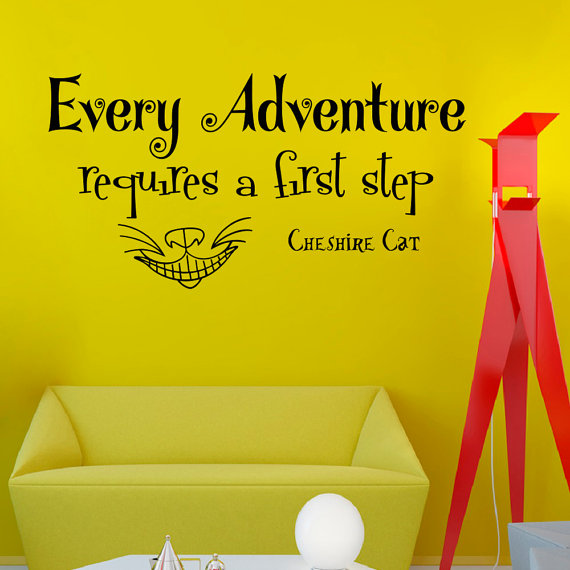 Every Adventure
requires a first step
Cheshire Cat